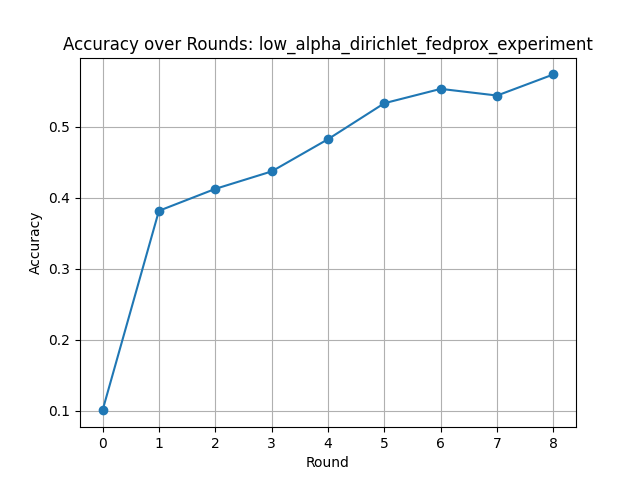 Accuracy over Rounds: low_alpha_dirichlet_fedprox_experiment
0.5
0.4
0.3
0.2
0.1
Accuracy
0 1 2 3 4 5 6 7 8
Round